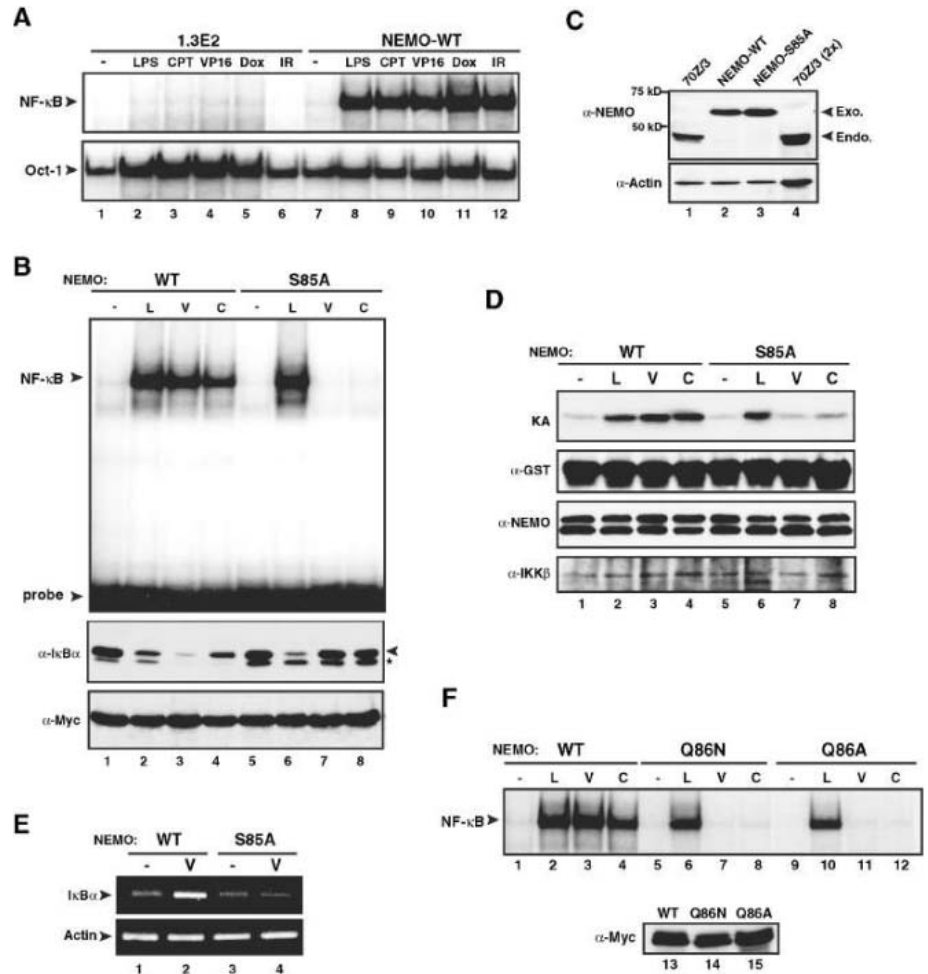 A
1.3E2 NEMO-WT
- LPS CPT VP16 Dox IR - LPS CPT VP16 Dox IR
NF-κB
Oct-1
1 2 3 4 5 6 7 8 9 10 11 12
B
NEMO: WT S85A
- L V C - L V C
NF-κB
probe
α-IκBα
*
α-Myc
1 2 3 4 5 6 7 8
C
70Z/3 NEMO-WT NEMO-S85A 70Z/3 (2x)
75 kD
α-NEMO Exo.
50 kD
Endo.
α-Actin
1 2 3 4
D
NEMO: WT S85A
- L V C - L V C
KA
α-GST
α-NEMO
α-IKKβ
1 2 3 4 5 6 7 8
E
NEMO: WT S85A
- V - V
IκBα
Actin
1 2 3 4
F
NEMO: WT Q86N Q86A
- L V C - L V C - L V C
NF-κB
1 2 3 4 5 6 7 8 9 10 11 12
WT Q86N Q86A
α-Myc
13 14 15